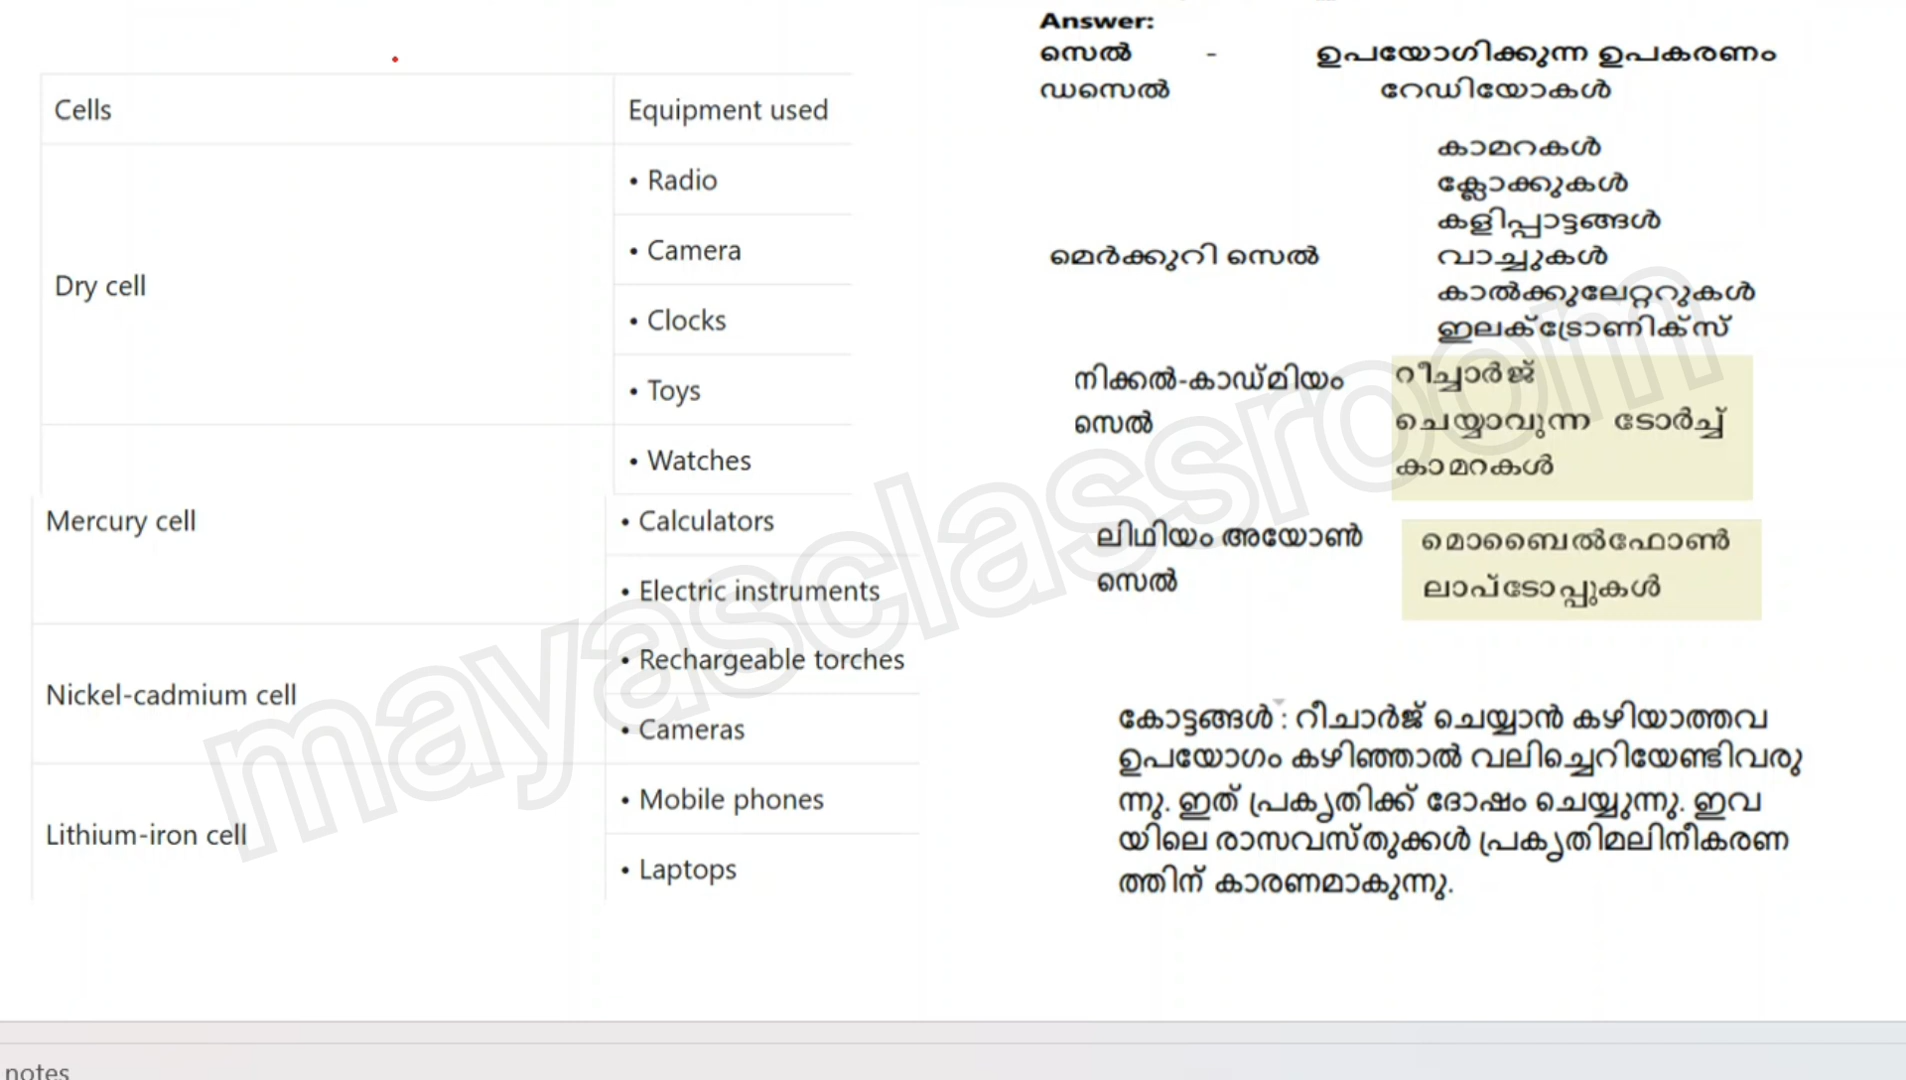 Cells
Equipment used
Dry cell
• Radio
• Camera
• Clocks
• Toys
• Watches
Mercury cell
• Calculators
• Electric instruments
Nickel-cadmium cell
• Rechargeable torches
• Cameras
Lithium-iron cell
• Mobile phones
• Laptops
Answer:
സെൽ - ഉപയോഗിക്കുന്ന ഉപകരണം
ഡസെൽ റേഡിയോകൾ
കാമറകൾ
ക്ലോക്കുകൾ
കളിപ്പാട്ടങ്ങൾ
മെർക്കുറി സെൽ വാച്ചുകൾ
കാൽക്കുലേറ്ററുകൾ
ഇലക്ട്രോണിക്സ്
നിക്കൽ-കാഡ്മിയം റീച്ചാർജ്
സെൽ ചെയ്യാവുന്ന ടോർച്ച്
കാമറകൾ
ലിഥിയം അയോൺ മൊബൈൽഫോൺ
സെൽ ലാപ്ടോപ്പുകൾ
കോട്ടങ്ങൾ : റീചാർജ് ചെയ്യാൻ കഴിയാത്തവ
ഉപയോഗം കഴിഞ്ഞാൽ വലിച്ചെറിയേണ്ടിവരു
ന്നു. ഇത് പ്രകൃതിക്ക് ദോഷം ചെയ്യുന്നു. ഇവ
യിലെ രാസവസ്തുക്കൾ പ്രകൃതിമലിനീകരണ
ത്തിന് കാരണമാകുന്നു.
mayasclassroom
notes